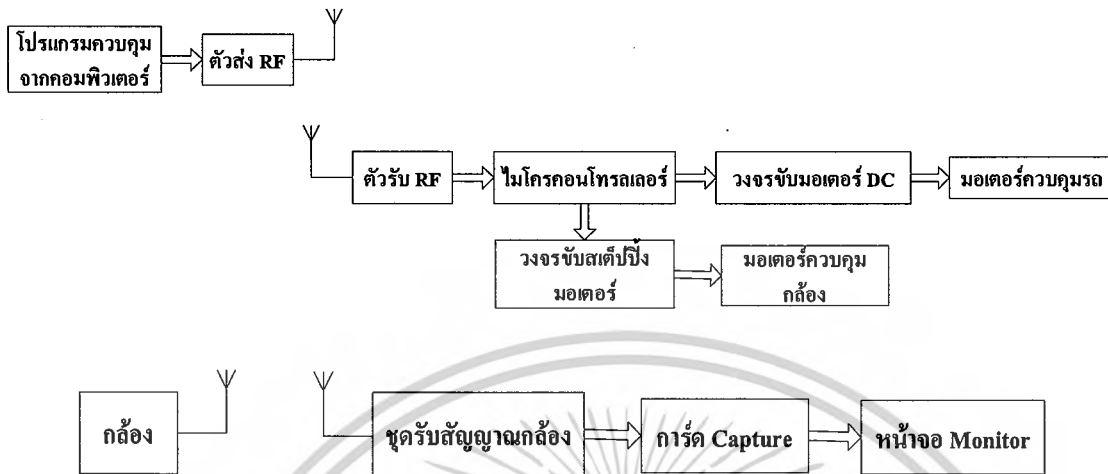 โปรแกรมควบคุม
จากคอมพิวเตอร์
ตัวส่ง RF
ตัวรับ RF
ไมโครคอนโทรลเลอร์
วงจรขับมอเตอร์ DC
มอเตอร์ควบคุมรถ
วงจรขับสเต็ปปิ้ง
มอเตอร์
มอเตอร์ควบคุม
กล้อง
กล้อง
ชุดรับสัญญาณกล้อง
การ์ด Capture
หน้าจอ Monitor